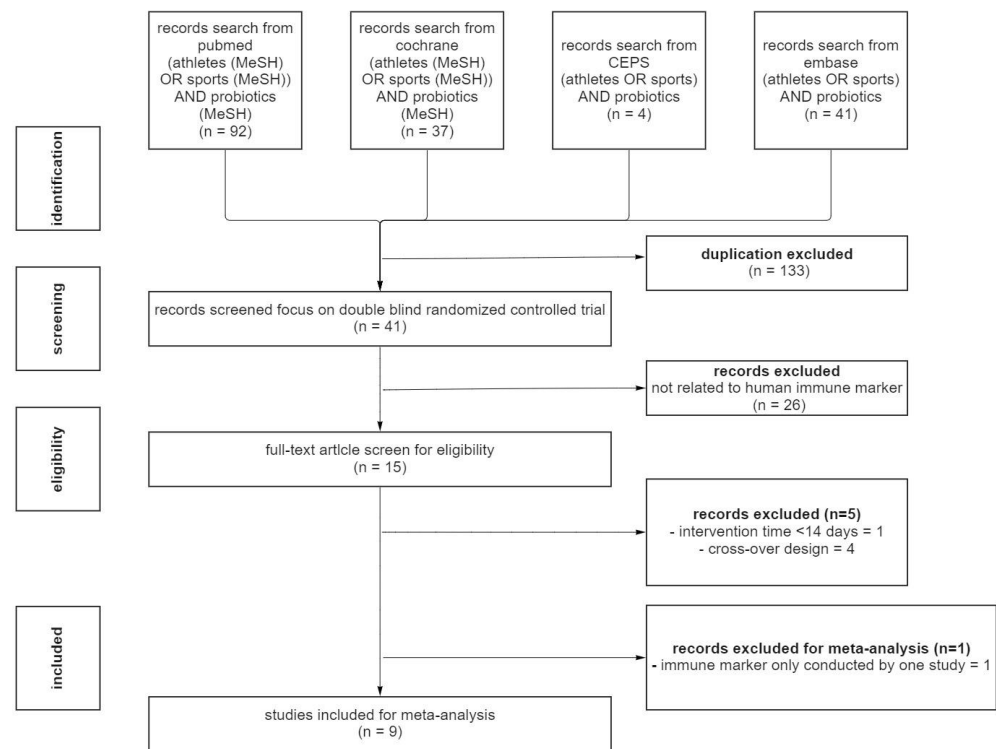 records search from
pubmed
(athletes (MeSH)
OR sports (MeSH))
AND probiotics
(MeSH)
(n = 92)
records search from
cochrane
(athletes (MeSH)
OR sports (MeSH))
AND probiotics
(MeSH)
(n = 37)
records search from
CEPS
(athletes OR sports)
AND probiotics
(n = 4)
records search from
embase
(athletes OR sports)
AND probiotics
(n = 41)
identification
duplication excluded
(n = 133)
screening
records screened focus on double blind randomized controlled trial
(n = 41)
records excluded
not related to human immune marker
(n = 26)
eligibility
full-text article screen for eligibility
(n = 15)
records excluded (n=5)
- intervention time <14 days = 1
- cross-over design = 4
included
records excluded for meta-analysis (n=1)
- immune marker only conducted by one study = 1
studies included for meta-analysis
(n = 9)